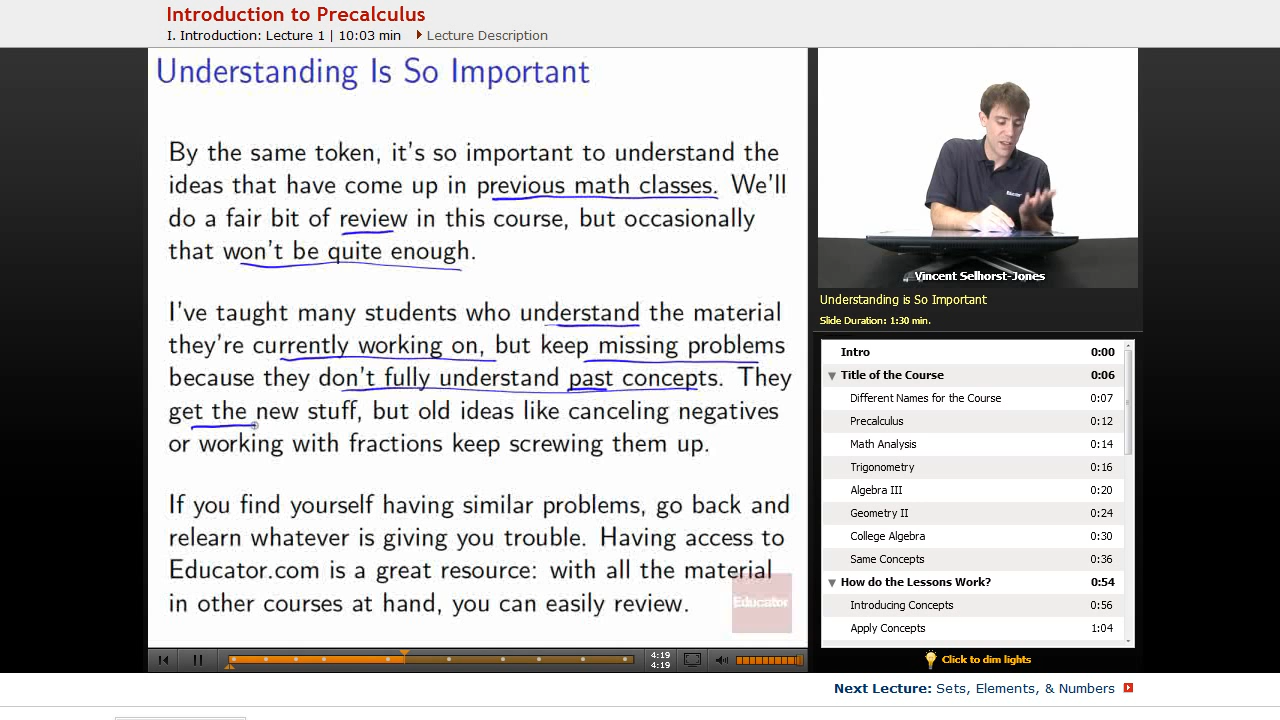 Introduction to Precalculus
I. Introduction: Lecture 1 | 10:03 min Lecture Description
Understanding Is So Important
By the same token, it's so important to understand the
ideas that have come up in previous math classes. We'll
do a fair bit of review in this course, but occasionally
that won't be quite enough.
I've taught many students who understand the material
they're currently working on, but keep missing problems
because they don't fully understand past concepts. They
get the new stuff, but old ideas like canceling negatives
or working with fractions keep screwing them up.
If you find yourself having similar problems, go back and
relearn whatever is giving you trouble. Having access to
Educator.com is a great resource: with all the material
in other courses at hand, you can easily review.
Educator
4:19
4:19
Educator
Vincent Selhorst-Jones
Understanding is So Important
Slide Duration: 1:30 min.
Intro 0:00
Title of the Course 0:06
Different Names for the Course 0:07
Precalculus 0:12
Math Analysis 0:14
Trigonometry 0:16
Algebra III 0:20
Geometry II 0:24
College Algebra 0:30
Same Concepts 0:36
How do the Lessons Work? 0:54
Introducing Concepts 0:56
Apply Concepts 1:04
Click to dim lights
Next Lecture: Sets, Elements, & Numbers